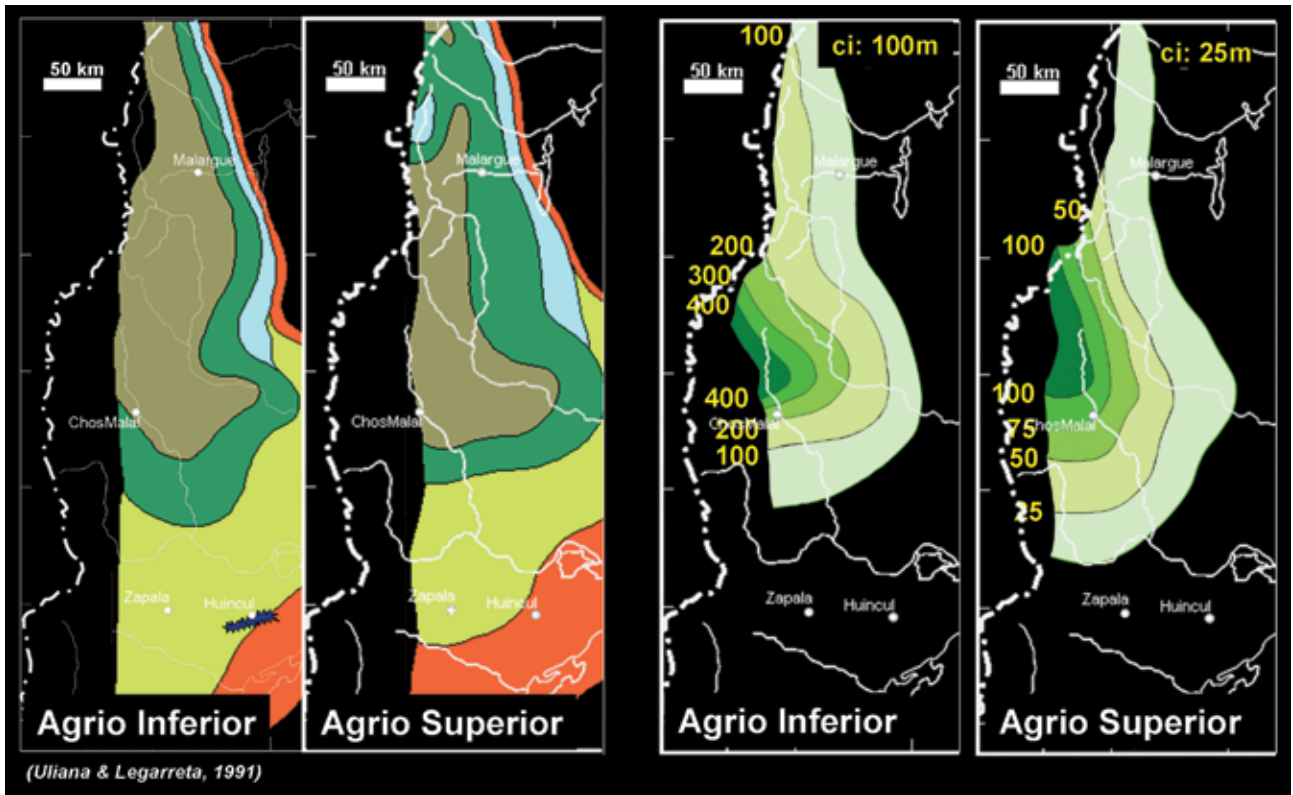 50 km
Malargue
ChosMalal
Zapala
Huincul
Agrio Inferior
50 km
Malargue
ChosMalal
Zapala
Huincul
Agrio Superior
100
ci: 100m
50 km
Malargue
200
300
400
400
ChosMalal
200
100
Zapala
Huincul
Agrio Inferior
ci: 25m
50 km
Malargue
50
100
100
ChosMalal
75
50
25
Zapala
Huincul
Agrio Superior
(Uliana & Legarreta, 1991)